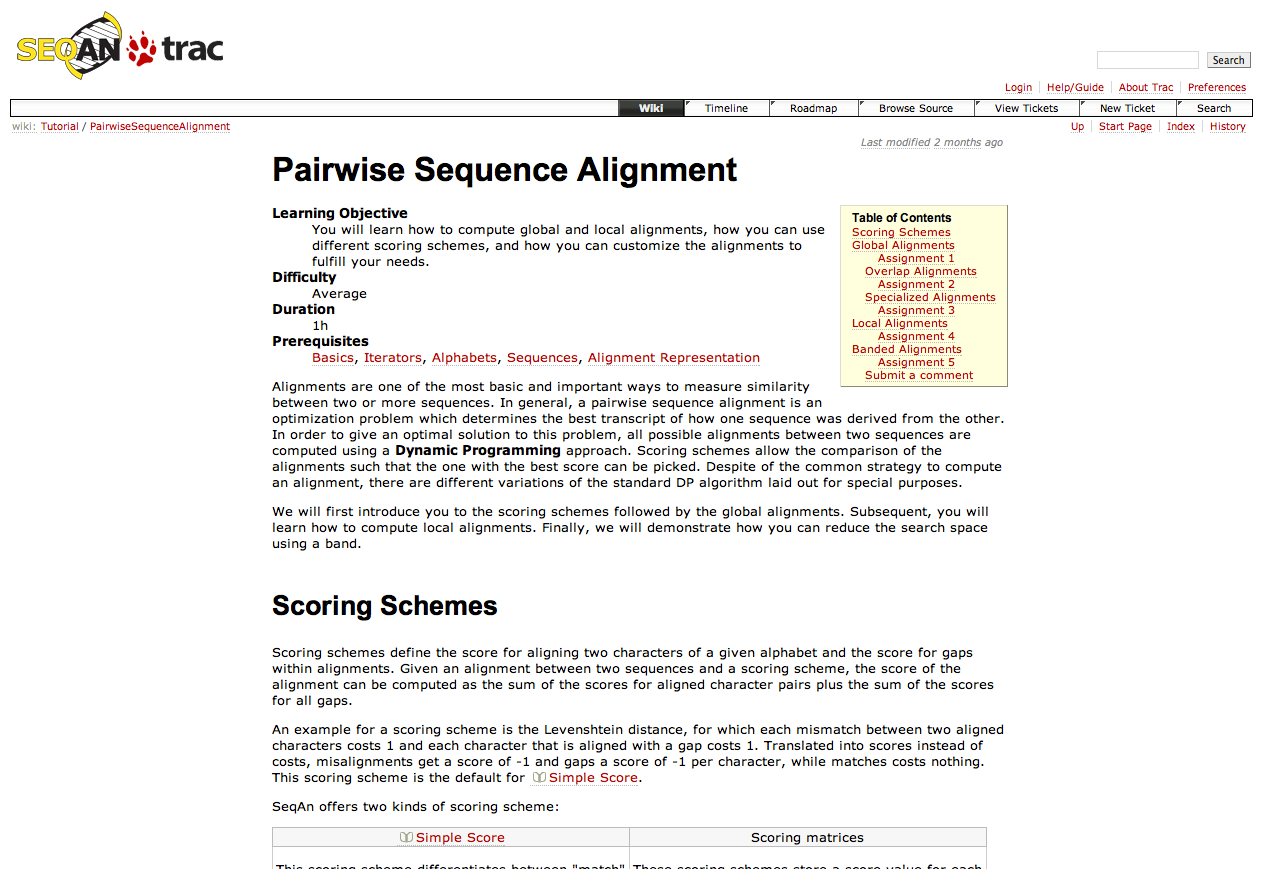 SEQAN trac
Search
Login Help/Guide About Trac Preferences
Wiki Timeline Roadmap Browse Source View Tickets New Ticket Search
wiki: Tutorial / PairwiseSequenceAlignment
Up Start Page Index History
Last modified 2 months ago
Pairwise Sequence Alignment
Learning Objective
You will learn how to compute global and local alignments, how you can use
different scoring schemes, and how you can customize the alignments to
fulfill your needs.
Difficulty
Average
Duration
1h
Prerequisites
Basics, Iterators, Alphabets, Sequences, Alignment Representation
Table of Contents
Scoring Schemes
Global Alignments
Assignment 1
Overlap Alignments
Assignment 2
Specialized Alignments
Assignment 3
Local Alignments
Assignment 4
Banded Alignments
Assignment 5
Submit a comment
Alignments are one of the most basic and important ways to measure similarity
between two or more sequences. In general, a pairwise sequence alignment is an
optimization problem which determines the best transcript of how one sequence was derived from the other.
In order to give an optimal solution to this problem, all possible alignments between two sequences are
computed using a Dynamic Programming approach. Scoring schemes allow the comparison of the
alignments such that the one with the best score can be picked. Despite of the common strategy to compute
an alignment, there are different variations of the standard DP algorithm laid out for special purposes.
We will first introduce you to the scoring schemes followed by the global alignments. Subsequent, you will
learn how to compute local alignments. Finally, we will demonstrate how you can reduce the search space
using a band.
Scoring Schemes
Scoring schemes define the score for aligning two characters of a given alphabet and the score for gaps
within alignments. Given an alignment between two sequences and a scoring scheme, the score of the
alignment can be computed as the sum of the scores for aligned character pairs plus the sum of the scores
for all gaps.
An example for a scoring scheme is the Levenshtein distance, for which each mismatch between two aligned
characters costs 1 and each character that is aligned with a gap costs 1. Translated into scores instead of
costs, misalignments get a score of -1 and gaps a score of -1 per character, while matches costs nothing.
This scoring scheme is the default for Simple Score.
SeqAn offers two kinds of scoring scheme:
Simple Score Scoring matrices
This scoring scheme differentiates between "match" These scoring schemes store a score value for each